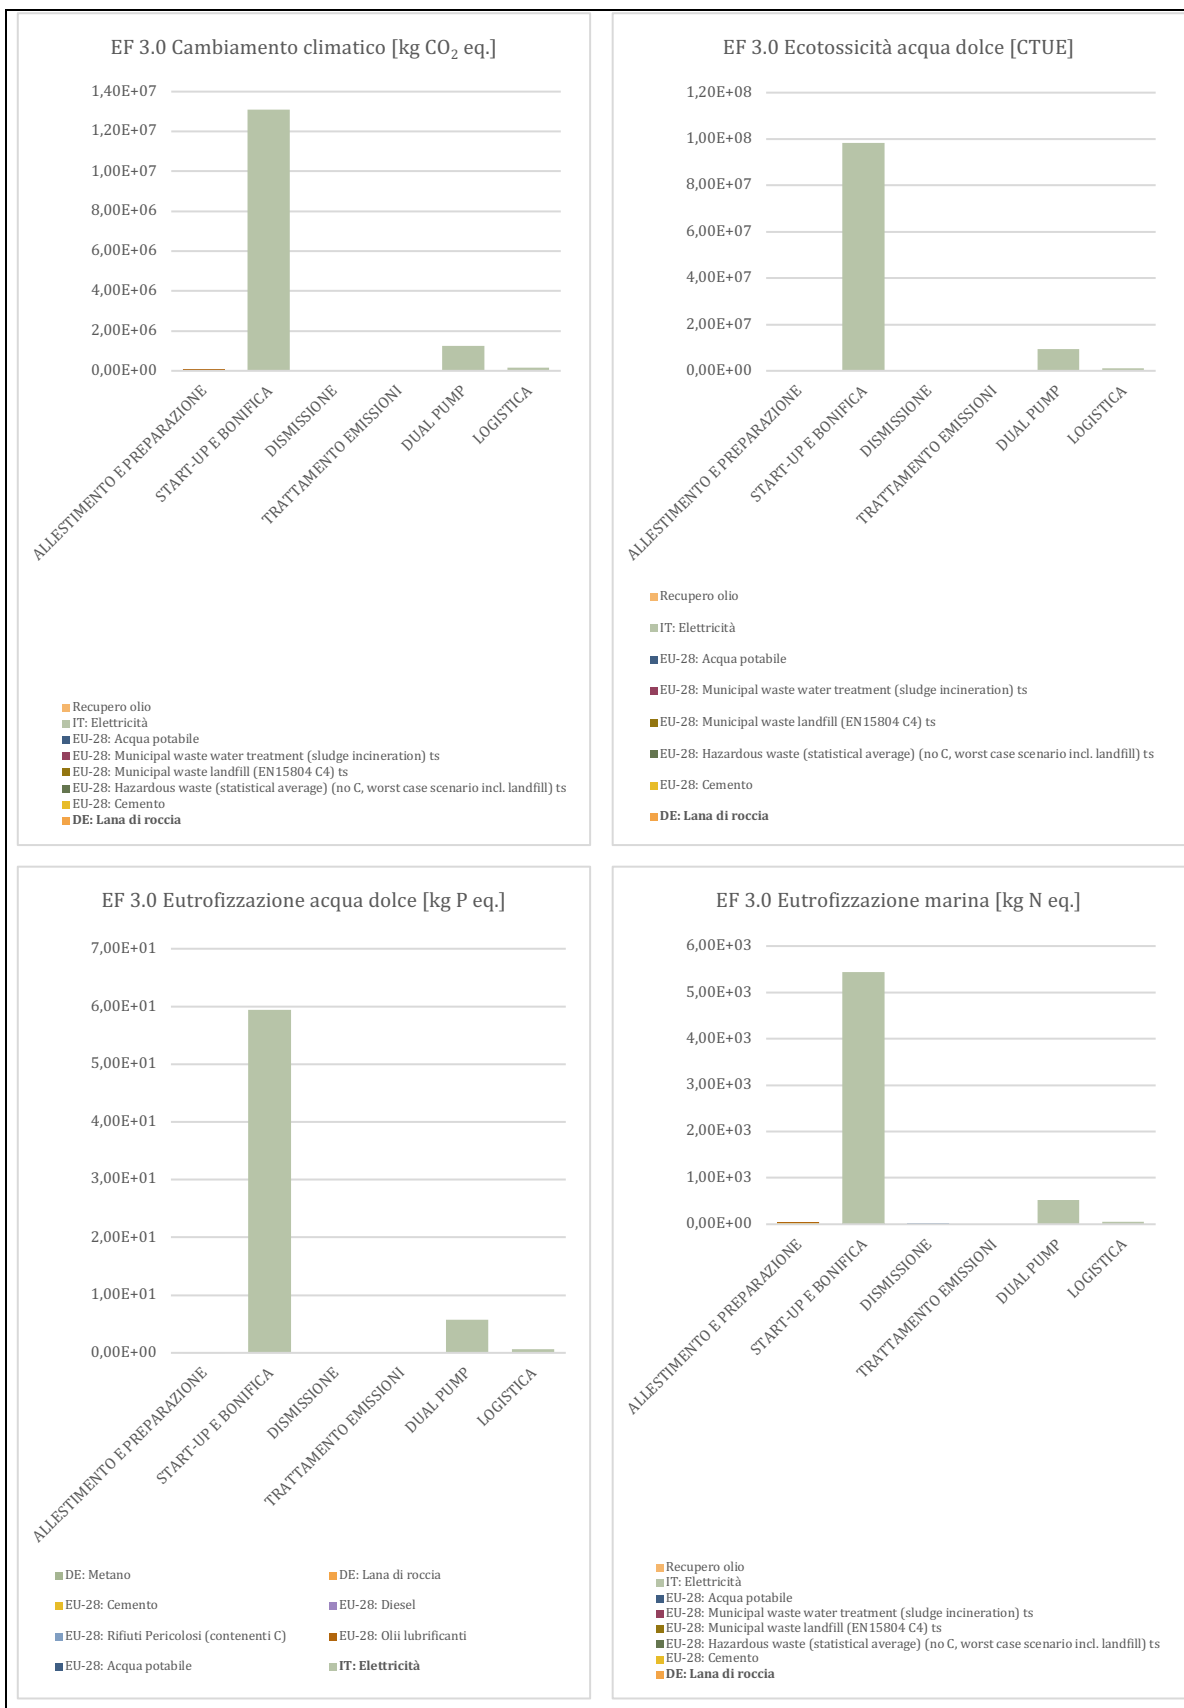 EF 3.0 Cambiamento climatico [kg CO₂ eq.]
1,40E+07
1,20E+07
1,00E+07
8,00E+06
6,00E+06
4,00E+06
2,00E+06
0,00E+00
ALLESTIMENTO E PREPARAZIONE
START-UP E BONIFICA
DISMISSIONE
TRATTAMENTO EMISSIONI
DUAL PUMP
LOGISTICA
Recupero olio
IT: Elettricità
EU-28: Acqua potabile
EU-28: Municipal waste water treatment (sludge incineration) ts
EU-28: Municipal waste landfill (EN15804 C4) ts
EU-28: Hazardous waste (statistical average) (no C, worst case scenario incl. landfill) ts
EU-28: Cemento
DE: Lana di roccia
EF 3.0 Ecotossicità acqua dolce [CTUE]
1,20E+08
1,00E+08
8,00E+07
6,00E+07
4,00E+07
2,00E+07
0,00E+00
ALLESTIMENTO E PREPARAZIONE
START-UP E BONIFICA
DISMISSIONE
TRATTAMENTO EMISSIONI
DUAL PUMP
LOGISTICA
Recupero olio
IT: Elettricità
EU-28: Acqua potabile
EU-28: Municipal waste water treatment (sludge incineration) ts
EU-28: Municipal waste landfill (EN15804 C4) ts
EU-28: Hazardous waste (statistical average) (no C, worst case scenario incl. landfill) ts
EU-28: Cemento
DE: Lana di roccia
EF 3.0 Eutrofizzazione acqua dolce [kg P eq.]
7,00E+01
6,00E+01
5,00E+01
4,00E+01
3,00E+01
2,00E+01
1,00E+01
0,00E+00
ALLESTIMENTO E PREPARAZIONE
START-UP E BONIFICA
DISMISSIONE
TRATTAMENTO EMISSIONI
DUAL PUMP
LOGISTICA
DE: Metano
DE: Lana di roccia
EU-28: Cemento
EU-28: Diesel
EU-28: Rifiuti Pericolosi (contenenti C)
EU-28: Olii lubrificanti
EU-28: Acqua potabile
IT: Elettricità
EF 3.0 Eutrofizzazione marina [kg N eq.]
6,00E+03
5,00E+03
4,00E+03
3,00E+03
2,00E+03
1,00E+03
0,00E+00
ALLESTIMENTO E PREPARAZIONE
START-UP E BONIFICA
DISMISSIONE
TRATTAMENTO EMISSIONI
DUAL PUMP
LOGISTICA
Recupero olio
IT: Elettricità
EU-28: Acqua potabile
EU-28: Municipal waste water treatment (sludge incineration) ts
EU-28: Municipal waste landfill (EN15804 C4) ts
EU-28: Hazardous waste (statistical average) (no C, worst case scenario incl. landfill) ts
EU-28: Cemento
DE: Lana di roccia